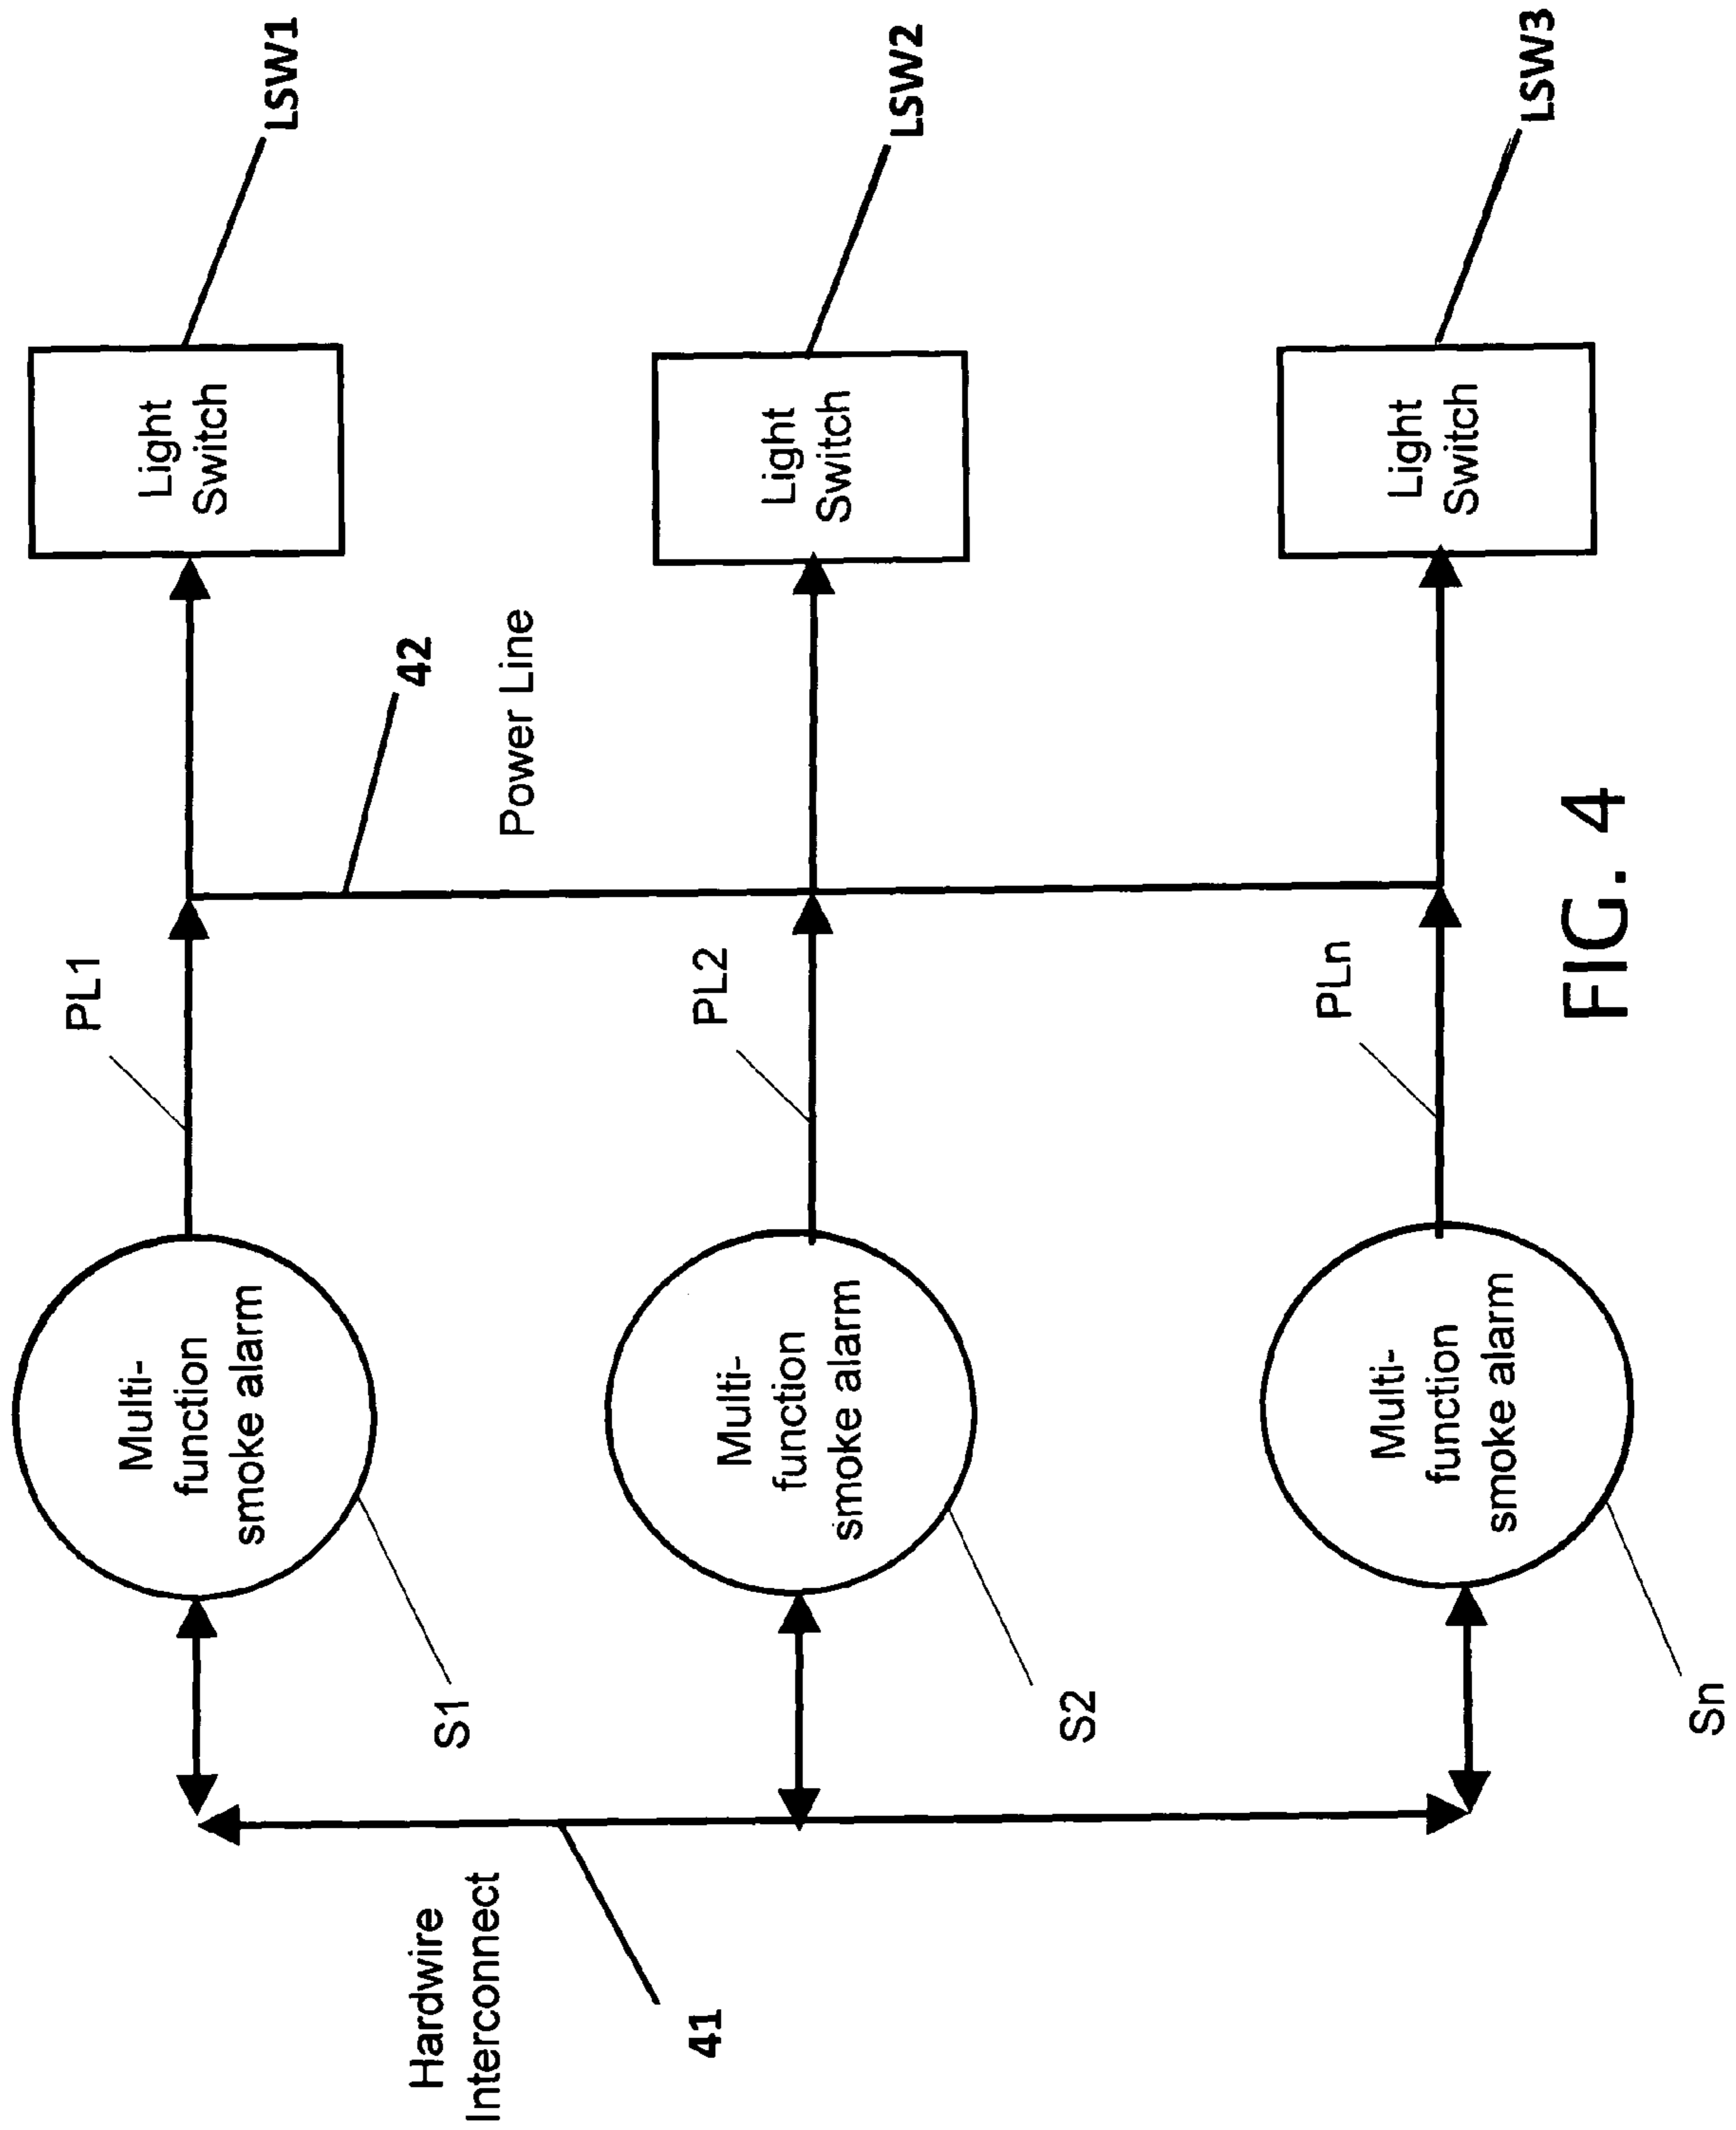 Hardwire
Interconnect
41
Multi-
function
smoke alarm
S1
PL1
42
Power Line
Light
Switch
LSW1
Multi-
function
smoke alarm
S2
PL2
Light
Switch
LSW2
Multi-
function
smoke alarm
Sn
PLn
Light
Switch
LSW3
FIG. 4